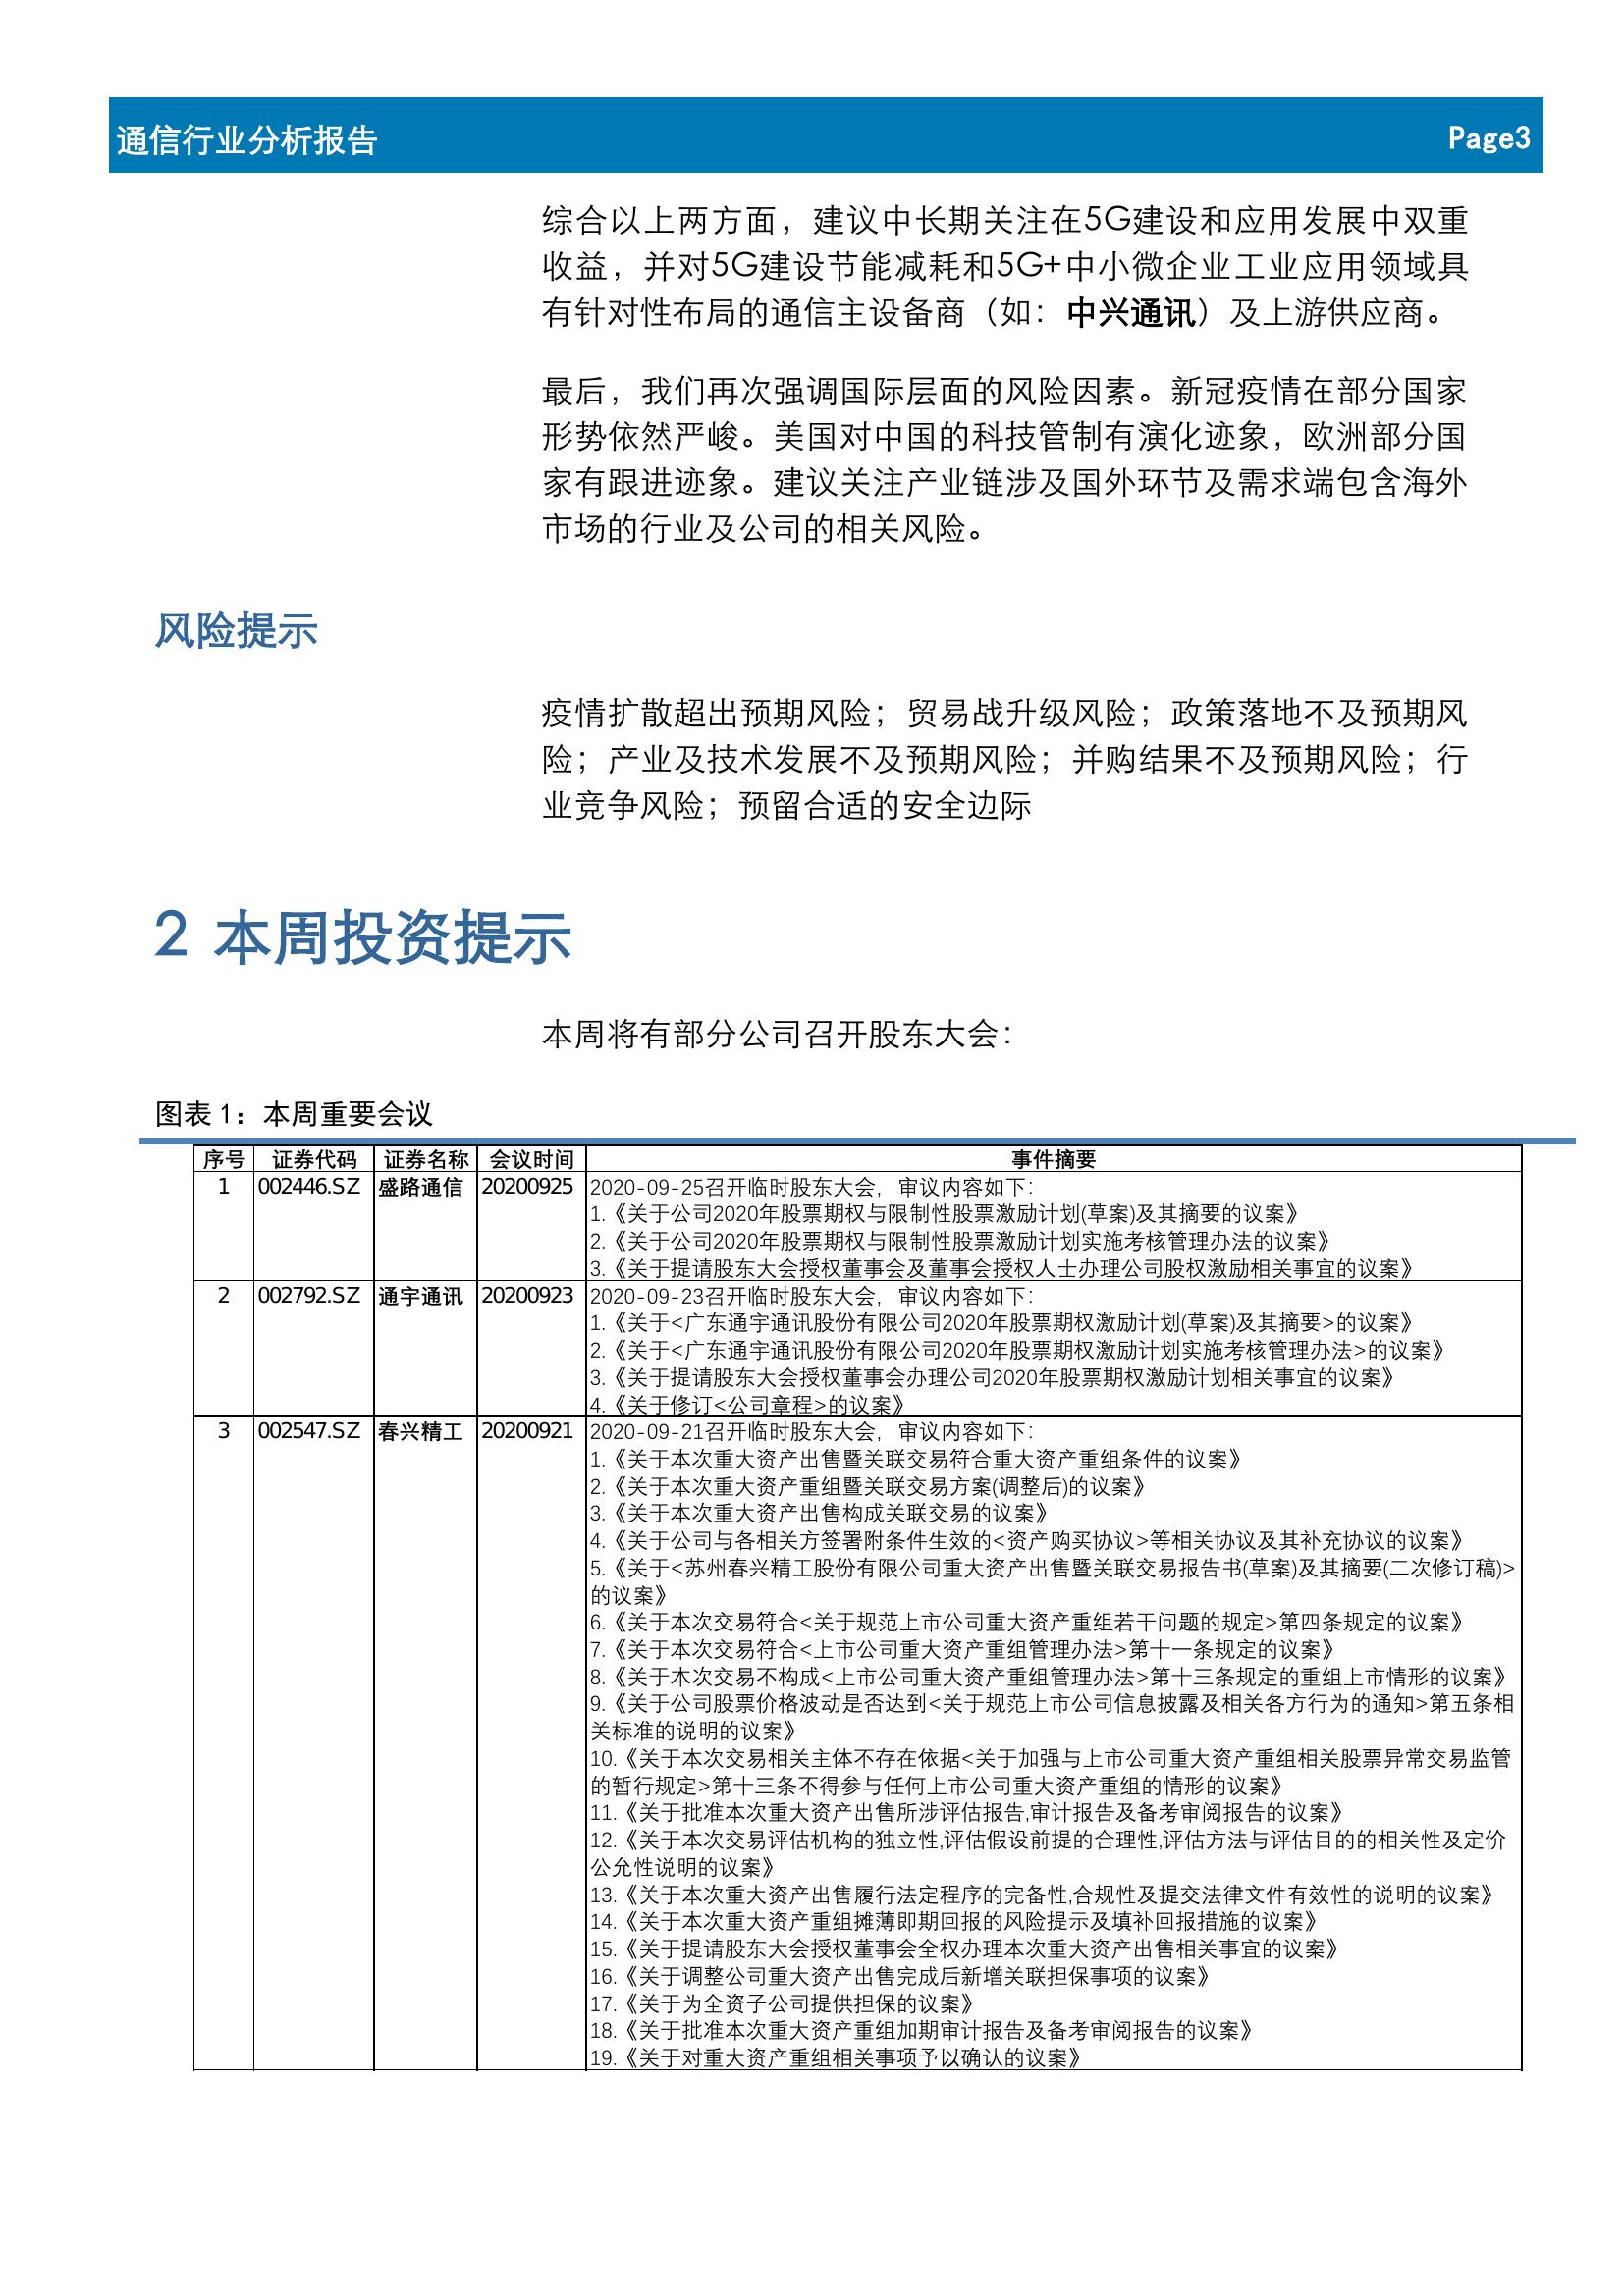 通信行业分析报告
Page3
综合以上两方面，建议中长期关注在5G建设和应用发展中双重
收益，并对5G建设节能减耗和5G+中小微企业工业应用领域具
有针对性布局的通信主设备商（如：中兴通讯）及上游供应商。
最后，我们再次强调国际层面的风险因素。新冠疫情在部分国家
形势依然严峻。美国对中国的科技管制有演化迹象，欧洲部分国
家有跟进迹象。建议关注产业链涉及国外环节及需求端包含海外
市场的行业及公司的相关风险。
风险提示
疫情扩散超出预期风险；贸易战升级风险；政策落地不及预期风
险；产业及技术发展不及预期风险；并购结果不及预期风险；行
业竞争风险；预留合适的安全边际
2 本周投资提示
本周将有部分公司召开股东大会：
图表 1：本周重要会议
序号 证券代码 证券名称 会议时间 事件摘要
1 002446.SZ 盛路通信 20200925 2020-09-25召开临时股东大会，审议内容如下：
1.《关于公司2020年股票期权与限制性股票激励计划(草案)及其摘要的议案》
2.《关于公司2020年股票期权与限制性股票激励计划实施考核管理办法的议案》
3.《关于提请股东大会授权董事会及董事会授权人士办理公司股权激励相关事宜的议案》
2 002792.SZ 通宇通讯 20200923 2020-09-23召开临时股东大会，审议内容如下：
1.《关于<广东通宇通讯股份有限公司2020年股票期权激励计划(草案)及其摘要>的议案》
2.《关于<广东通宇通讯股份有限公司2020年股票期权激励计划实施考核管理办法>的议案》
3.《关于提请股东大会授权董事会办理公司2020年股票期权激励计划相关事宜的议案》
4.《关于修订<公司章程>的议案》
3 002547.SZ 春兴精工 20200921 2020-09-21召开临时股东大会，审议内容如下：
1.《关于本次重大资产出售暨关联交易符合重大资产重组条件的议案》
2.《关于本次重大资产重组暨关联交易方案(调整后)的议案》
3.《关于本次重大资产出售构成关联交易的议案》
4.《关于公司与各相关方签署附条件生效的<资产购买协议>等相关协议及其补充协议的议案》
5.《关于<苏州春兴精工股份有限公司重大资产出售暨关联交易报告书(草案)及其摘要(二次修订稿)>
的议案》
6.《关于本次交易符合<关于规范上市公司重大资产重组若干问题的规定>第四条规定的议案》
7.《关于本次交易符合<上市公司重大资产重组管理办法>第十一条规定的议案》
8.《关于本次交易不构成<上市公司重大资产重组管理办法>第十三条规定的重组上市情形的议案》
9.《关于公司股票价格波动是否达到<关于规范上市公司信息披露及相关各方行为的通知>第五条相
关标准的说明的议案》
10.《关于本次交易相关主体不存在依据<关于加强与上市公司重大资产重组相关股票异常交易监管
的暂行规定>第十三条不得参与任何上市公司重大资产重组的情形的议案》
11.《关于批准本次重大资产出售所涉评估报告,审计报告及备考审阅报告的议案》
12.《关于本次交易评估机构的独立性,评估假设前提的合理性,评估方法与评估目的的相关性及定价
公允性说明的议案》
13.《关于本次重大资产出售履行法定程序的完备性,合规性及提交法律文件有效性的说明的议案》
14.《关于本次重大资产重组摊薄即期回报的风险提示及填补回报措施的议案》
15.《关于提请股东大会授权董事会全权办理本次重大资产出售相关事宜的议案》
16.《关于调整公司重大资产出售完成后新增关联担保事项的议案》
17.《关于为全资子公司提供担保的议案》
18.《关于批准本次重大资产重组加期审计报告及备考审阅报告的议案》
19.《关于对重大资产重组相关事项予以确认的议案》